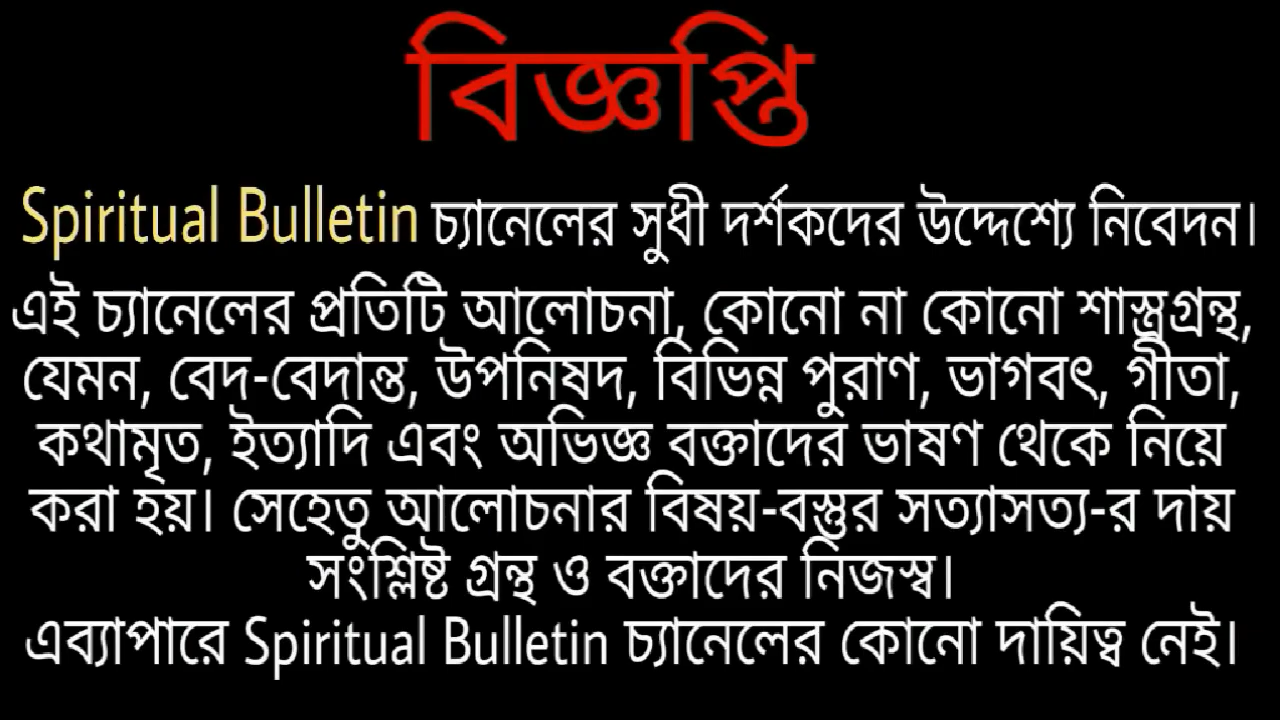 বিজ্ঞপ্তি
Spiritual Bulletin চ্যানেলের সুধী দর্শকদের উদ্দেশ্যে নিবেদন।
এই চ্যানেলের প্রতিটি আলোচনা, কোনো না কোনো শাস্ত্রগ্রন্থ,
যেমন, বেদ-বেদান্ত, উপনিষদ, বিভিন্ন পুরাণ, ভাগবৎ, গীতা,
কথামৃত, ইত্যাদি এবং অভিজ্ঞ বক্তাদের ভাষণ থেকে নিয়ে
করা হয়। সেহেতু আলোচনার বিষয়-বস্তুর সত্যাসত্য-র দায়
সংশ্লিষ্ট গ্রন্থ ও বক্তাদের নিজস্ব।
এব্যাপারে Spiritual Bulletin চ্যানেলের কোনো দায়িত্ব নেই।